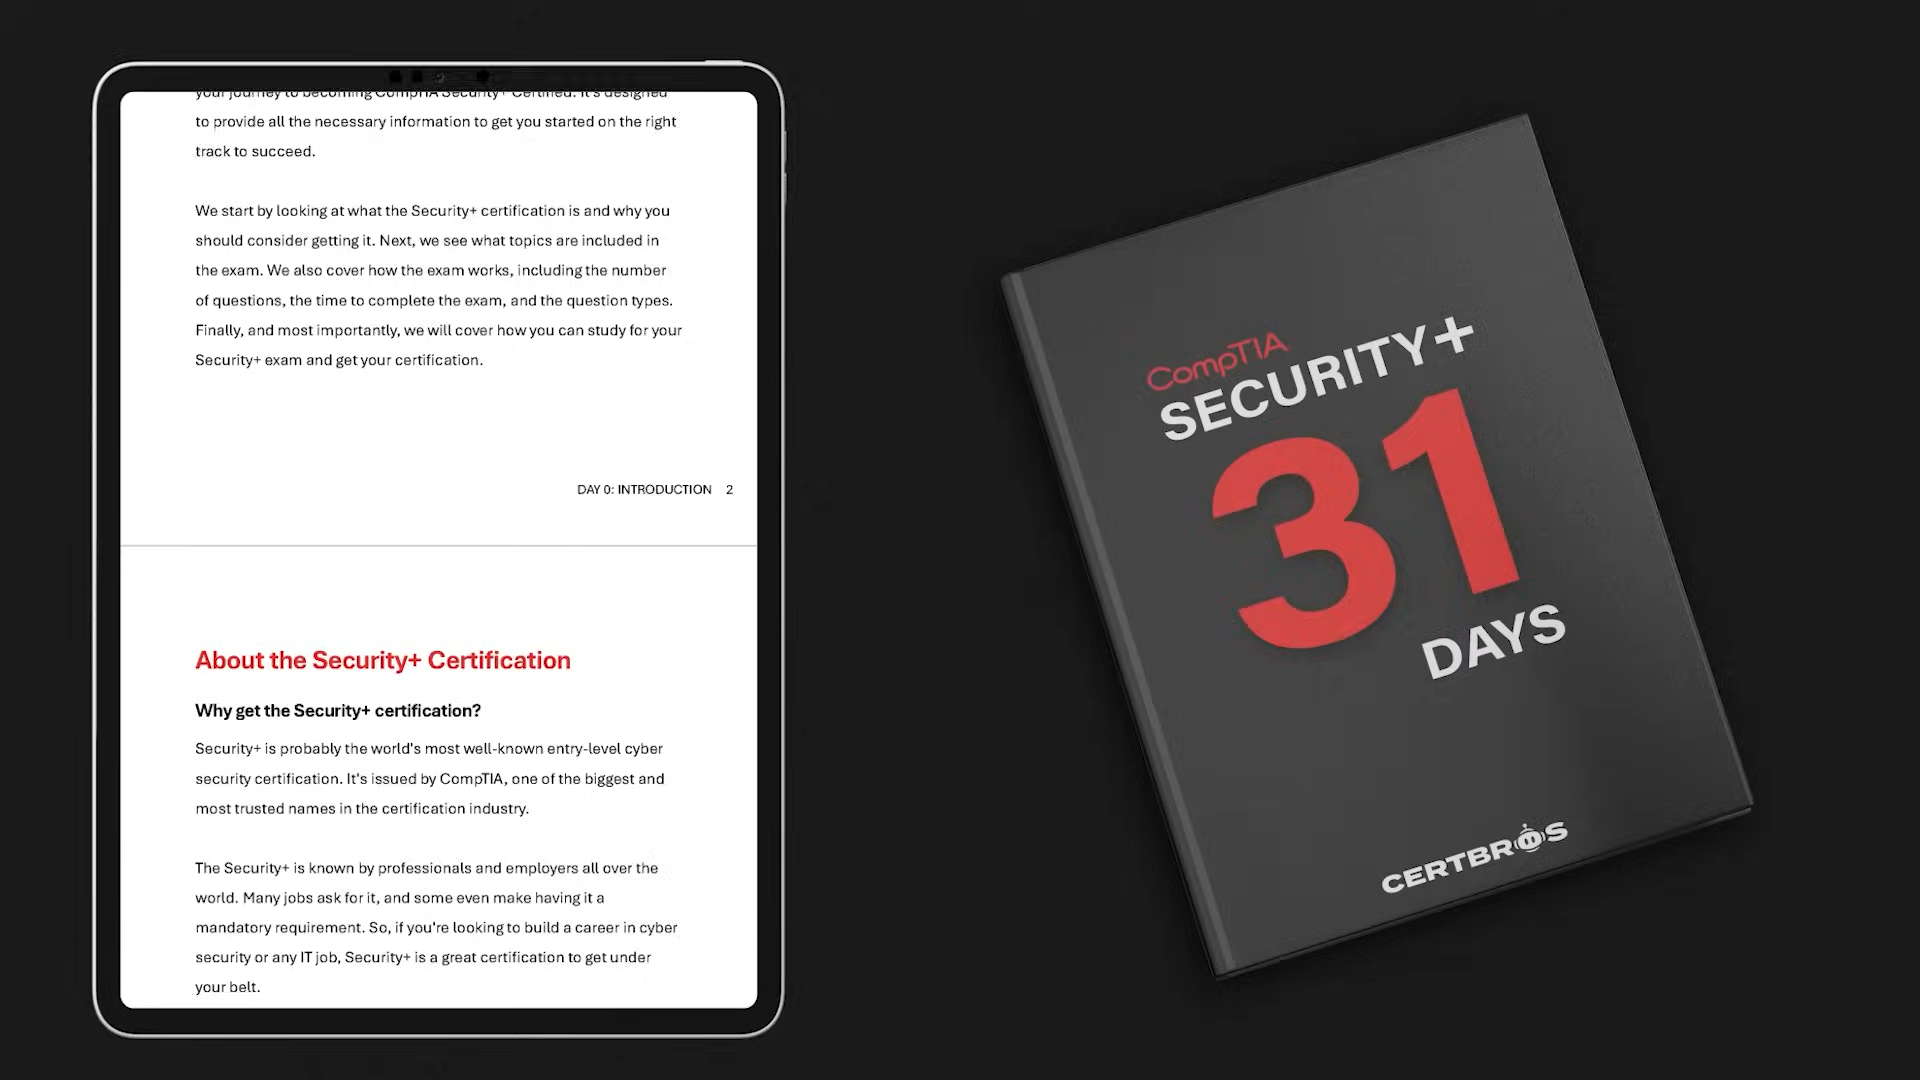 your journey to becoming CompTIA Security+ Certified. It's designed
to provide all the necessary information to get you started on the right
track to succeed.
We start by looking at what the Security+ certification is and why you
should consider getting it. Next, we see what topics are included in
the exam. We also cover how the exam works, including the number
of questions, the time to complete the exam, and the question types.
Finally, and most importantly, we will cover how you can study for your
Security+ exam and get your certification.
DAY 0: INTRODUCTION 2
About the Security+ Certification
Why get the Security+ certification?
Security+ is probably the world's most well-known entry-level cyber
security certification. It's issued by CompTIA, one of the biggest and
most trusted names in the certification industry.
The Security+ is known by professionals and employers all over the
world. Many jobs ask for it, and some even make having it a
mandatory requirement. So, if you're looking to build a career in cyber
security or any IT job, Security+ is a great certification to get under
your belt.
CompTIA
SECURITY+
31
DAYS
CERTBROS